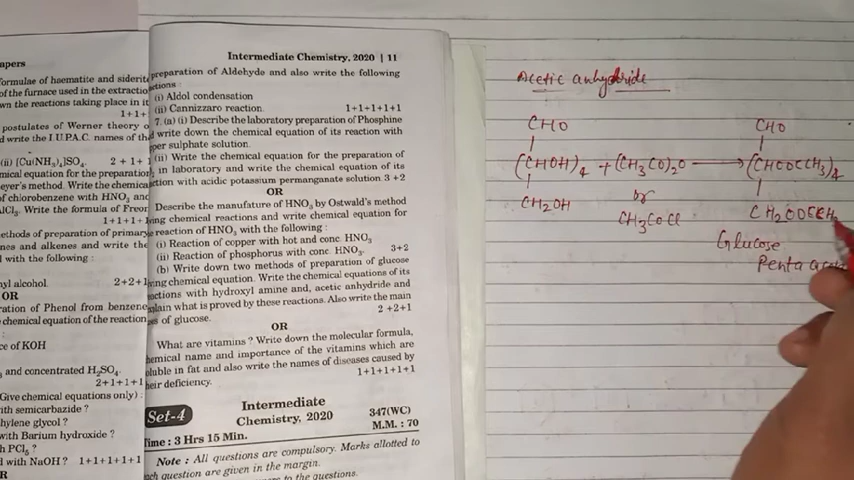 apers
formulae of haematite and siderit
of the furnace used in the extractio
wn the reactions taking place in it
1+1+
postulates of Werner theory o
d write the I.U.P.A.C. names of th
(ii) [Cu(NH3)4]SO4. 2 + 1 +
mical equation for the preparation
eyer's method. Write the chemica
of chlorobenzene with HNO3 and
AlCl3. Write the formula of Freon
1+1+1
ethods of preparation of primary
nes and alkenes and write the
d with the following :
nyl alcohol. 2+2+1
OR
ration of Phenol from benzene
chemical equation of the reaction
ce of KOH
and concentrated H2SO4.
2+1+1
Give chemical equations only) :
ith semicarbazide ?
hylene glycol ?
with Barium hydroxide ?
h PCl5 ?
d with NaOH ? 1+1+1+1+1
R
Intermediate Chemistry, 2020 | 11
preparation of Aldehyde and also write the following
ctions
(i) Aldol condensation
(ii) Cannizzaro reaction. 1+1+1+1+1
7. (a) (i) Describe the laboratory preparation of Phosphine
write down the chemical equation of its reaction with
per sulphate solution.
(ii) Write the chemical equation for the preparation of
in laboratory and write the chemical equation of its
ction with acidic potassium permanganate solution. 3 +2
OR
Describe the manufature of HNO3 by Ostwald's method
ing chemical reactions and write chemical equation for
reaction of HNO3 with the following :
(i) Reaction of copper with hot and conc. HNO3
(ii) Reaction of phosphorus with conc. HNO3. 3+2
(b) Write down two methods of preparation of glucose
ing chemical equation. Write the chemical equations of its
actions with hydroxyl amine and, acetic anhydride and
plain what is proved by these reactions. Also write the main
es of glucose. 2 +2+1
OR
What are vitamins ? Write down the molecular formula,
hemical name and importance of the vitamins which are
oluble in fat and also write the names of diseases caused by
heir deficiency. 1+1+1+1+1
Set-4 Intermediate
Chemistry, 2020 347(WC)
Time : 3 Hrs 15 Min. M.M. : 70
Note : All questions are compulsory. Marks allotted to
ach question are given in the margin.
to the questions.
Acetic anhydride
CHO CHO
(CHOH)4 + (CH3CO)2O → (CHOOCCH3)4
CH2OH or CH2OOCCH3
CH3COCl
Glucose
Penta